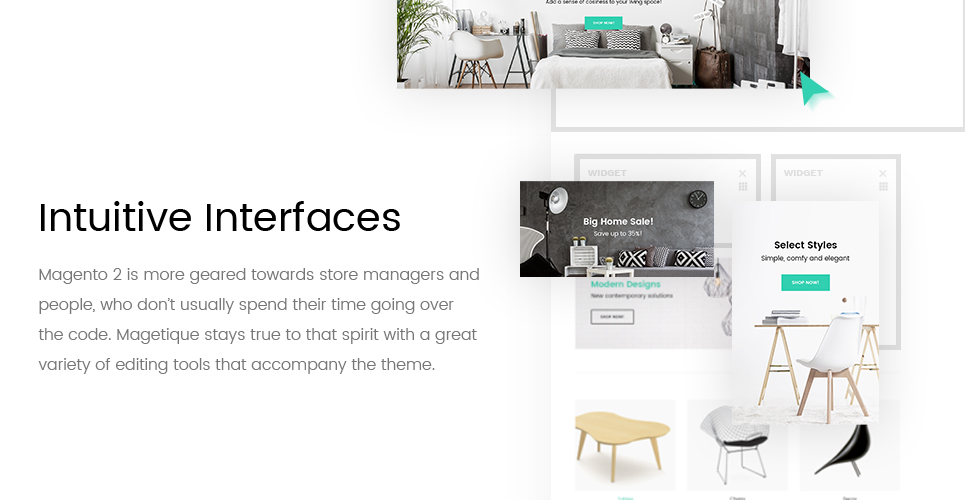 Add a sense of cosiness to your living space!
SHOP NOW!
WIDGET
WIDGET
Big Home Sale!
Save up to 35%!
Select Styles
Simple, comfy and elegant
SHOP NOW!
Modern Designs
New contemporary solutions
SHOP NOW!
Intuitive Interfaces
Magento 2 is more geared towards store managers and
people, who don't usually spend their time going over
the code. Magetique stays true to that spirit with a great
variety of editing tools that accompany the theme.